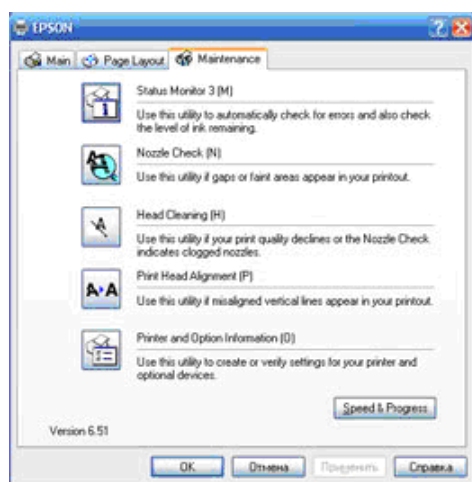 EPSON
Main Page Layout Maintenance
Status Monitor 3 (M)
Use this utility to automatically check for errors and also check
the level of ink remaining.
Nozzle Check (N)
Use this utility if gaps or faint areas appear in your printout.
Head Cleaning (H)
Use this utility if your print quality declines or the Nozzle Check
indicates clogged nozzles.
Print Head Alignment (P)
Use this utility if misaligned vertical lines appear in your printout.
Printer and Option Information (O)
Use this utility to create or verify settings for your printer and
optional devices.
Speed & Progress
Version 6.51
OK Отмена Применить Справка